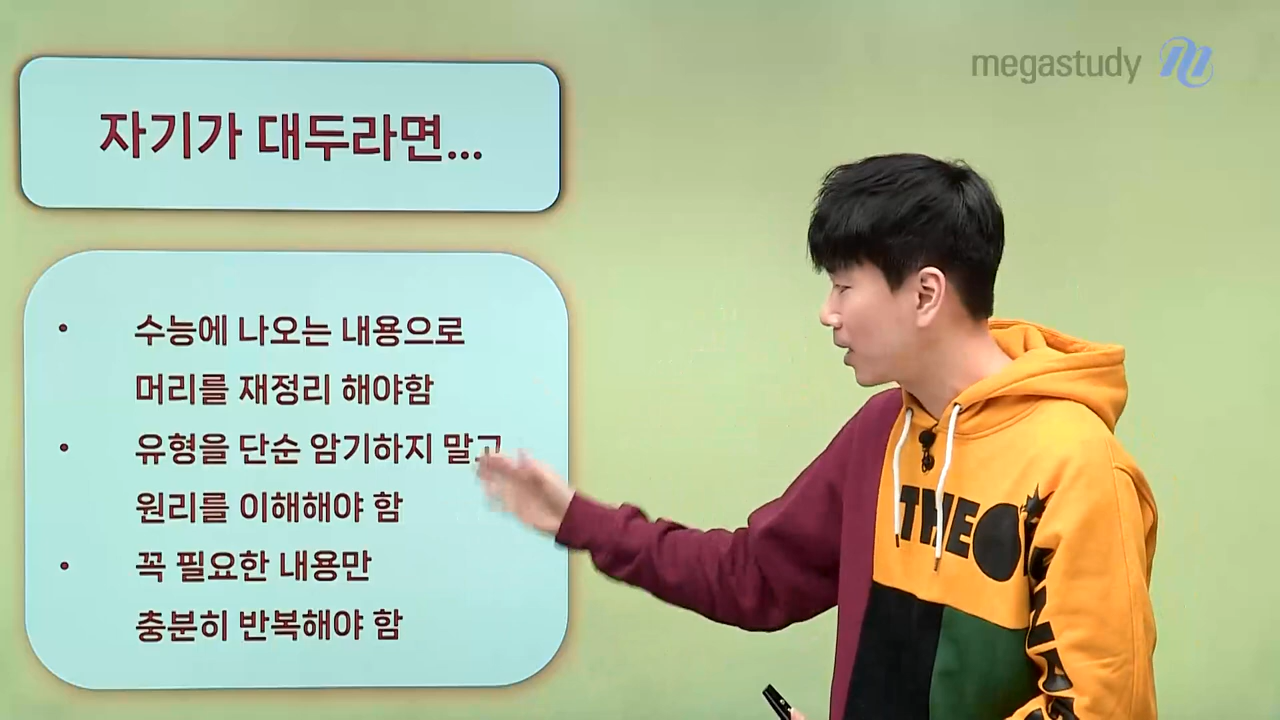 megastudy
자기가 대두라면...
• 수능에 나오는 내용으로
머리를 재정리 해야함
• 유형을 단순 암기하지 말고
원리를 이해해야 함
• 꼭 필요한 내용만
충분히 반복해야 함
THE